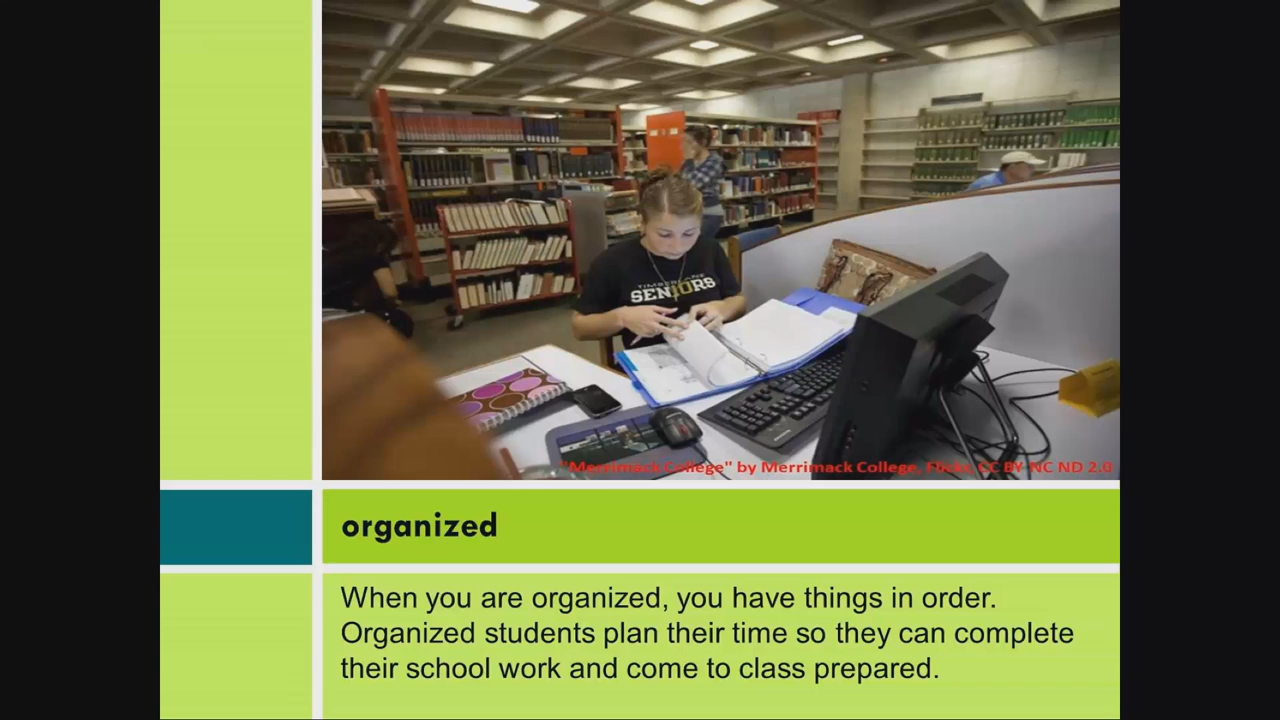 TIMBERLANE
SENIORS
"Merrimack College" by Merrimack College, Flickr, CC BY NC ND 2.0
organized
When you are organized, you have things in order.
Organized students plan their time so they can complete
their school work and come to class prepared.